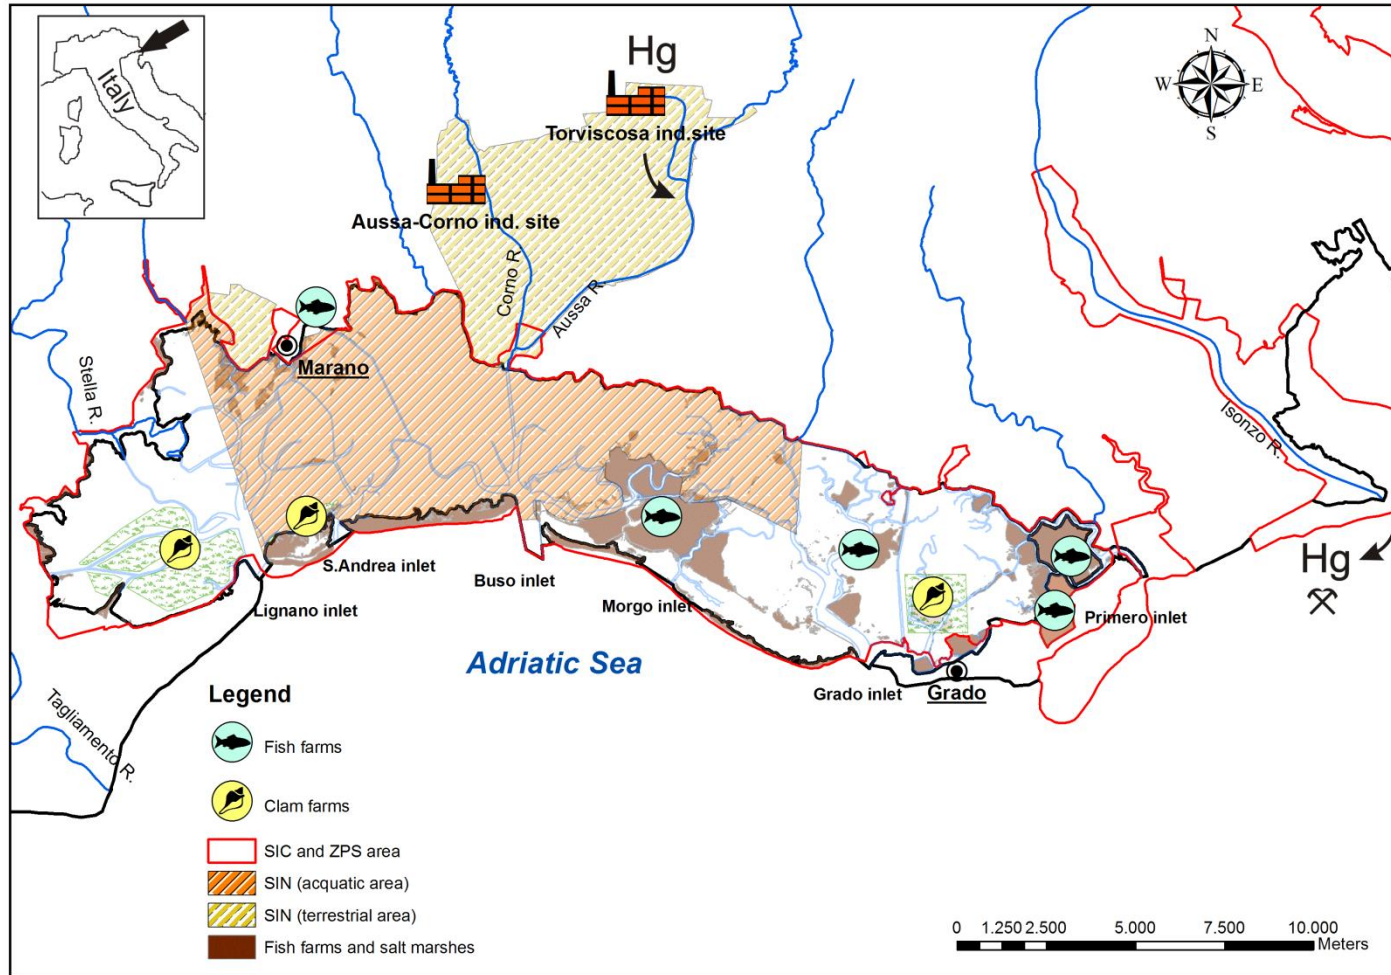 Italy
Hg
N
W E
S
Torviscosa ind.site
Aussa-Corno ind. site
Corno R.
Aussa R.
Marano
Stella R.
Isonzo R.
S.Andrea inlet
Buso inlet
Lignano inlet
Morgo inlet
Hg
Primero inlet
Adriatic Sea
Grado inlet
Grado
Tagliamento R.
Legend
Fish farms
Clam farms
SIC and ZPS area
SIN (acquatic area)
SIN (terrestrial area)
Fish farms and salt marshes
0 1.250 2.500 5.000 7.500 10.000
Meters